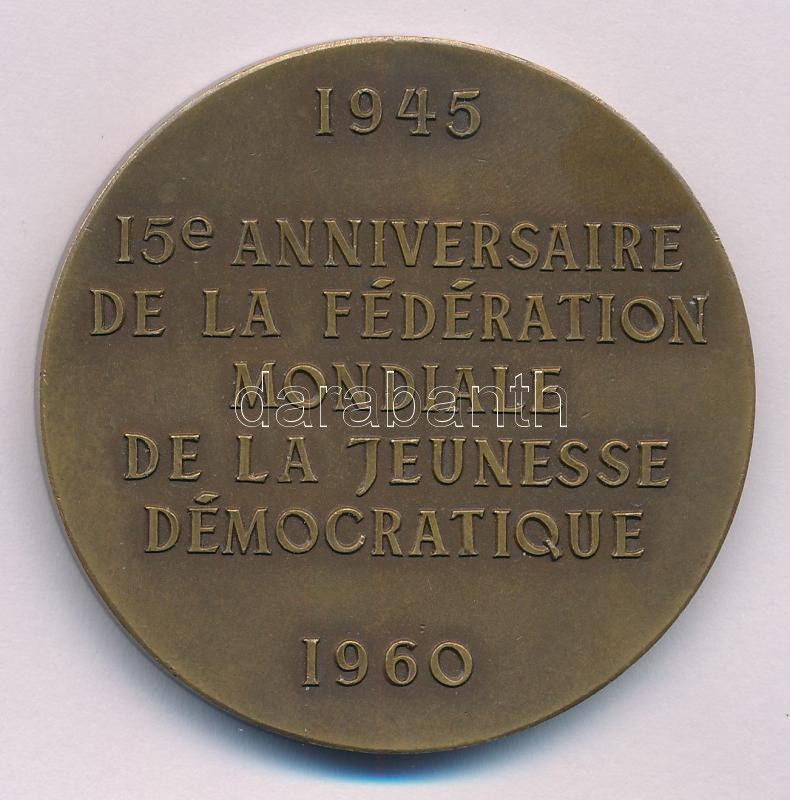 1945
15e ANNIVERSAIRE
DE LA FÉDÉRATION
MONDIALE
darabanth
DE LA JEUNESSE
DÉMOCRATIQUE
1960